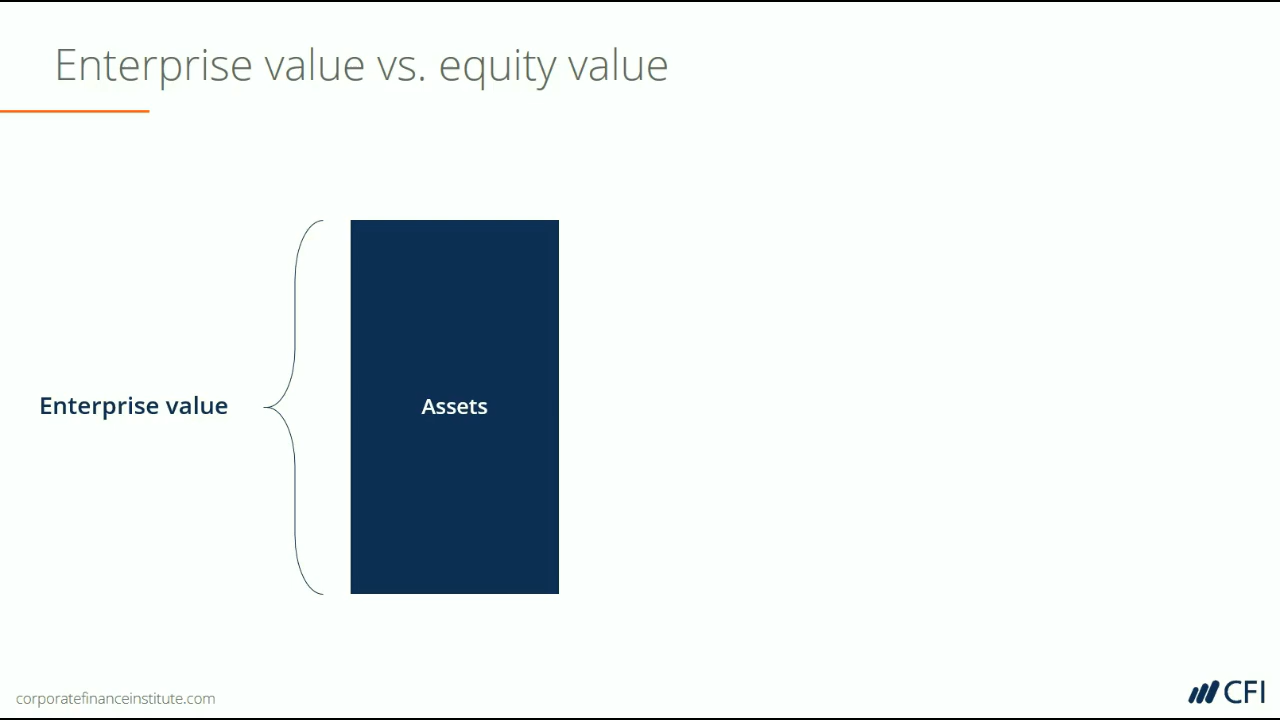 Enterprise value vs. equity value
Enterprise value
Assets
corporatefinanceinstitute.com
CFI